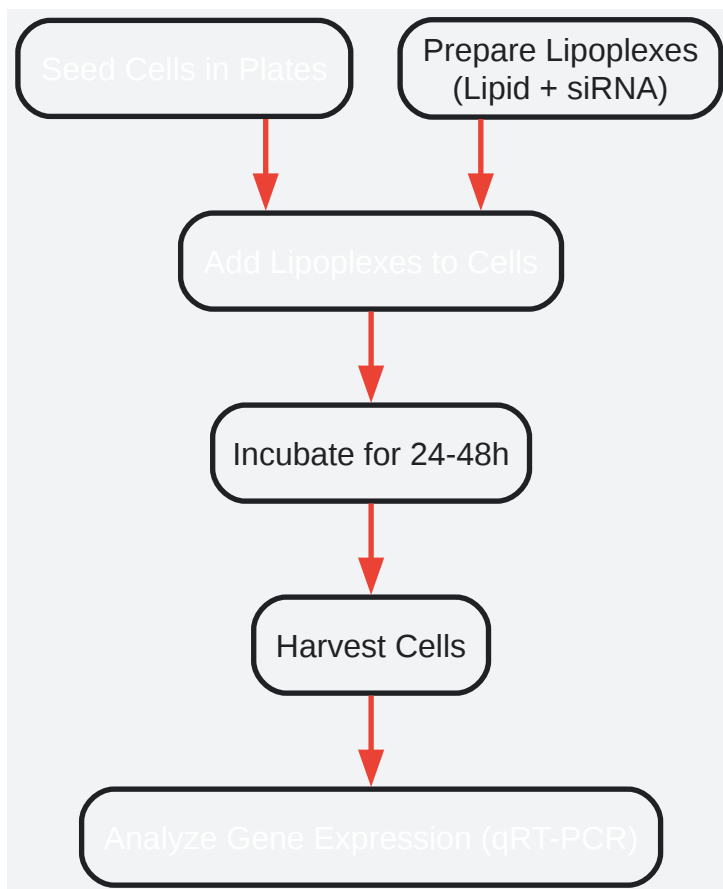 Seed Cells in Plates
Prepare Lipoplexes
(Lipid + siRNA)
Add Lipoplexes to Cells
Incubate for 24-48h
Harvest Cells
Analyze Gene Expression (qRT-PCR)